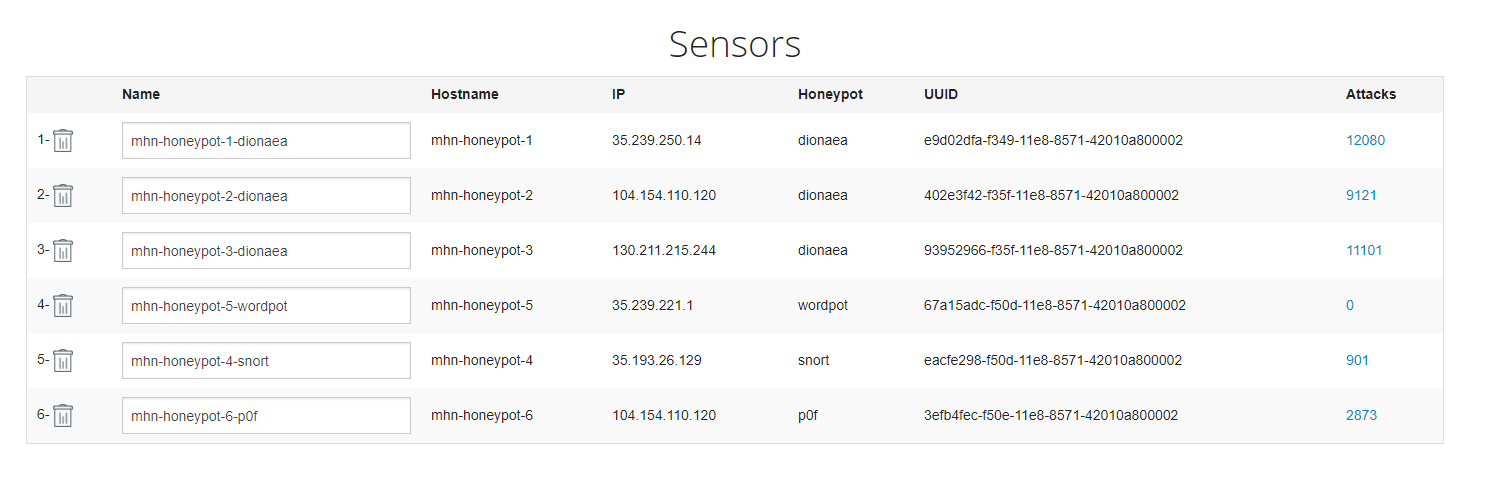 Sensors
Name Hostname IP Honeypot UUID Attacks
1- mhn-honeypot-1-dionaea mhn-honeypot-1 35.239.250.14 dionaea e9d02dfa-f349-11e8-8571-42010a800002 12080
2- mhn-honeypot-2-dionaea mhn-honeypot-2 104.154.110.120 dionaea 402e3f42-f35f-11e8-8571-42010a800002 9121
3- mhn-honeypot-3-dionaea mhn-honeypot-3 130.211.215.244 dionaea 93952966-f35f-11e8-8571-42010a800002 11101
4- mhn-honeypot-5-wordpot mhn-honeypot-5 35.239.221.1 wordpot 67a15adc-f50d-11e8-8571-42010a800002 0
5- mhn-honeypot-4-snort mhn-honeypot-4 35.193.26.129 snort eacfe298-f50d-11e8-8571-42010a800002 901
6- mhn-honeypot-6-p0f mhn-honeypot-6 104.154.110.120 p0f 3efb4fec-f50e-11e8-8571-42010a800002 2873